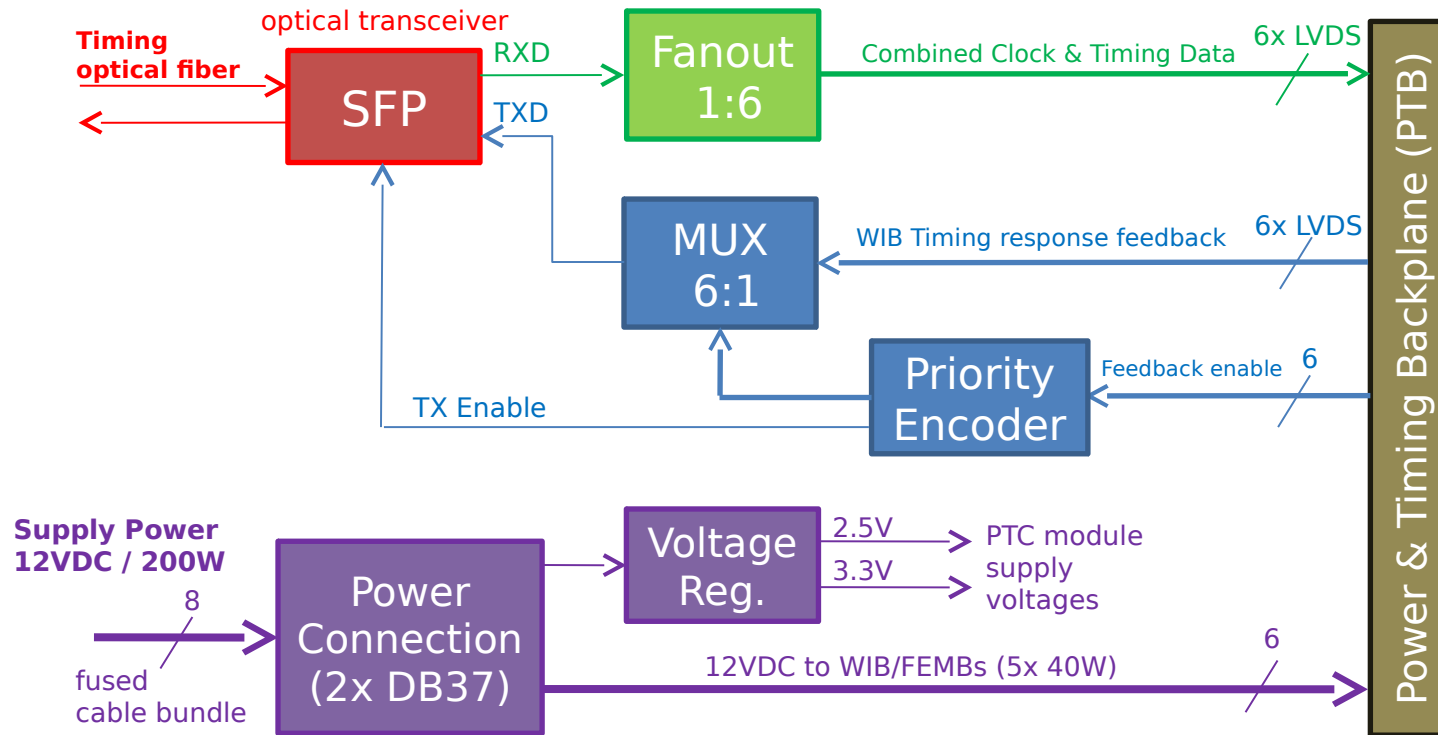 optical transceiver
Timing
optical fiber
SFP
RXD
TXD
Fanout
1:6
Combined Clock & Timing Data
6x LVDS
MUX
6:1
WIB Timing response feedback
6x LVDS
Priority
Encoder
Feedback enable
6
TX Enable
Power & Timing Backplane (PTB)
Supply Power
12VDC / 200W
8
fused
cable bundle
Power
Connection
(2x DB37)
Voltage
Reg.
2.5V
3.3V
PTC module
supply
voltages
12VDC to WIB/FEMBs (5x 40W)
6